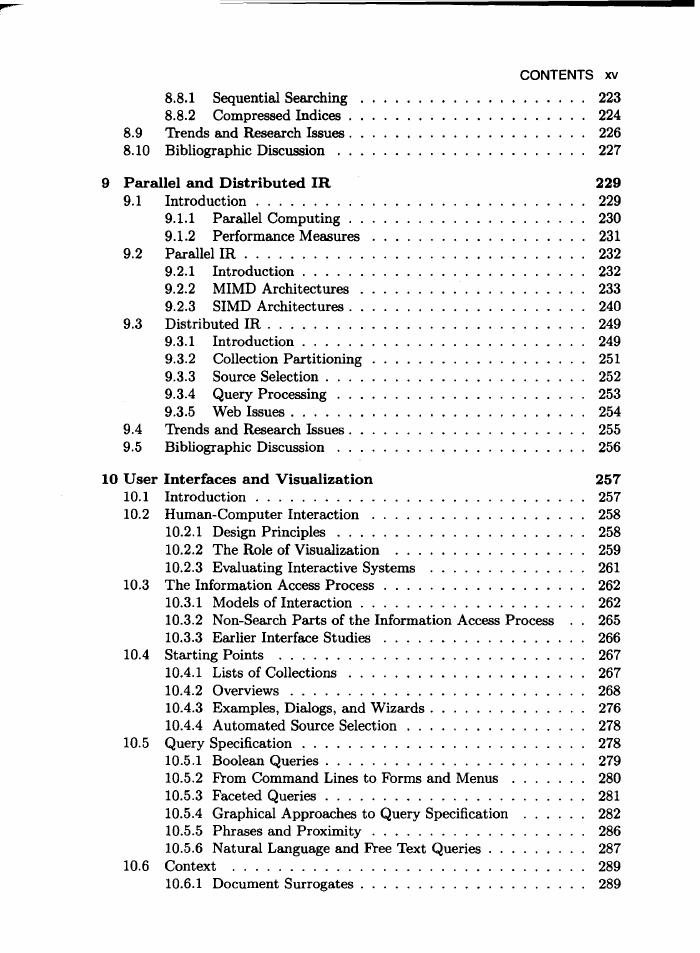 CONTENTS xv
8.8.1 Sequential Searching . . . . . . . . . . . . . . . . . . . . 223
8.8.2 Compressed Indices . . . . . . . . . . . . . . . . . . . . . 224
8.9 Trends and Research Issues . . . . . . . . . . . . . . . . . . . . . 226
8.10 Bibliographic Discussion . . . . . . . . . . . . . . . . . . . . . . 227
9 Parallel and Distributed IR 229
9.1 Introduction . . . . . . . . . . . . . . . . . . . . . . . . . . . . . 229
9.1.1 Parallel Computing . . . . . . . . . . . . . . . . . . . . . 230
9.1.2 Performance Measures . . . . . . . . . . . . . . . . . . . 231
9.2 Parallel IR . . . . . . . . . . . . . . . . . . . . . . . . . . . . . . 232
9.2.1 Introduction . . . . . . . . . . . . . . . . . . . . . . . . . 232
9.2.2 MIMD Architectures . . . . . . . . . . . . . . . . . . . . 233
9.2.3 SIMD Architectures . . . . . . . . . . . . . . . . . . . . . 240
9.3 Distributed IR . . . . . . . . . . . . . . . . . . . . . . . . . . . . 249
9.3.1 Introduction . . . . . . . . . . . . . . . . . . . . . . . . . 249
9.3.2 Collection Partitioning . . . . . . . . . . . . . . . . . . . 251
9.3.3 Source Selection . . . . . . . . . . . . . . . . . . . . . . . 252
9.3.4 Query Processing . . . . . . . . . . . . . . . . . . . . . . 253
9.3.5 Web Issues . . . . . . . . . . . . . . . . . . . . . . . . . . 254
9.4 Trends and Research Issues . . . . . . . . . . . . . . . . . . . . . 255
9.5 Bibliographic Discussion . . . . . . . . . . . . . . . . . . . . . . 256
10 User Interfaces and Visualization 257
10.1 Introduction . . . . . . . . . . . . . . . . . . . . . . . . . . . . . 257
10.2 Human-Computer Interaction . . . . . . . . . . . . . . . . . . . 258
10.2.1 Design Principles . . . . . . . . . . . . . . . . . . . . . . 258
10.2.2 The Role of Visualization . . . . . . . . . . . . . . . . . 259
10.2.3 Evaluating Interactive Systems . . . . . . . . . . . . . . 261
10.3 The Information Access Process . . . . . . . . . . . . . . . . . . 262
10.3.1 Models of Interaction . . . . . . . . . . . . . . . . . . . . 262
10.3.2 Non-Search Parts of the Information Access Process . . 265
10.3.3 Earlier Interface Studies . . . . . . . . . . . . . . . . . . 266
10.4 Starting Points . . . . . . . . . . . . . . . . . . . . . . . . . . . 267
10.4.1 Lists of Collections . . . . . . . . . . . . . . . . . . . . . 267
10.4.2 Overviews . . . . . . . . . . . . . . . . . . . . . . . . . . 268
10.4.3 Examples, Dialogs, and Wizards . . . . . . . . . . . . . . 276
10.4.4 Automated Source Selection . . . . . . . . . . . . . . . . 278
10.5 Query Specification . . . . . . . . . . . . . . . . . . . . . . . . . 278
10.5.1 Boolean Queries . . . . . . . . . . . . . . . . . . . . . . . 279
10.5.2 From Command Lines to Forms and Menus . . . . . . . 280
10.5.3 Faceted Queries . . . . . . . . . . . . . . . . . . . . . . . 281
10.5.4 Graphical Approaches to Query Specification . . . . . . 282
10.5.5 Phrases and Proximity . . . . . . . . . . . . . . . . . . . 286
10.5.6 Natural Language and Free Text Queries . . . . . . . . . 287
10.6 Context . . . . . . . . . . . . . . . . . . . . . . . . . . . . . . . 289
10.6.1 Document Surrogates . . . . . . . . . . . . . . . . . . . . 289